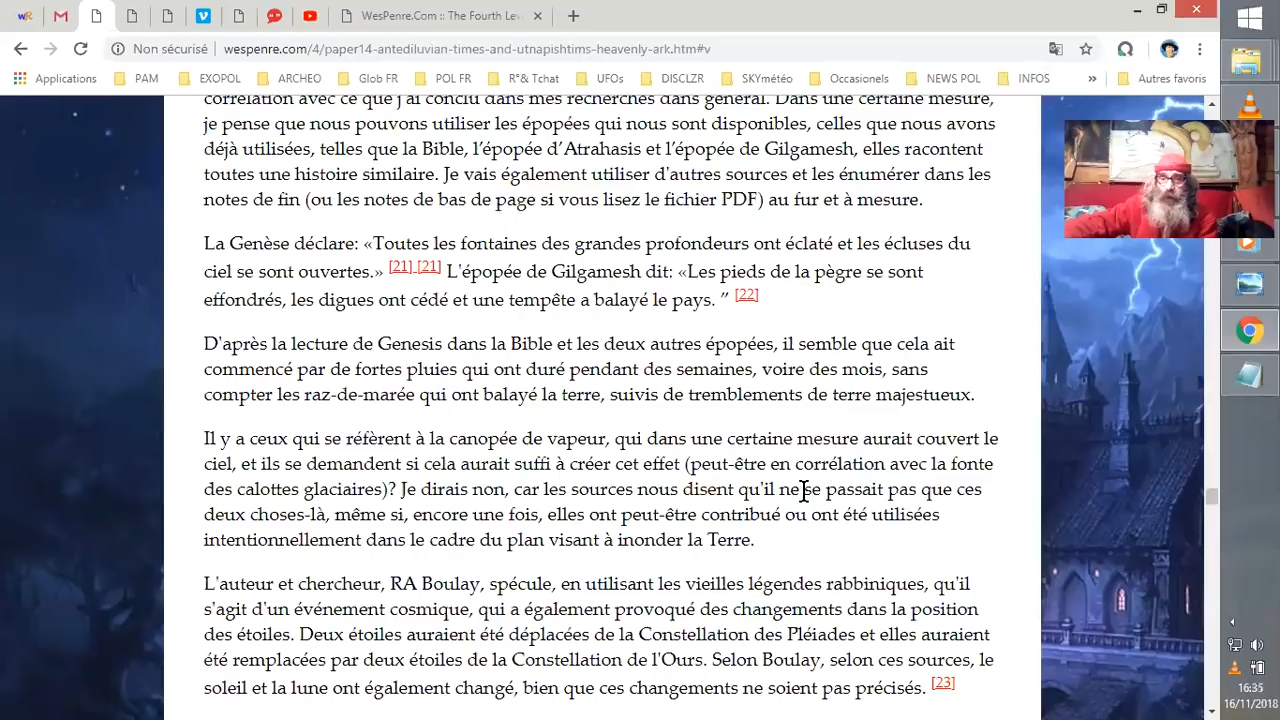 WesPenre.Com :: The Fourth Lev
Non sécurisé
wespenre.com/4/paper14-antediluvian-times-and-utnapishtims-heavenly-ark.htm#v
Applications PAM EXOPOL ARCHEO Glob FR POL.FR R°& Tchat UFOs DISCLZR SKYmétéo Occasionels NEWS POL INFOS » Autres favoris
corrélation avec ce que j'ai conclu dans mes recherches dans général. Dans une certaine mesure,
je pense que nous pouvons utiliser les épopées qui nous sont disponibles, celles que nous avons
déjà utilisées, telles que la Bible, l'épopée d'Atrahasis et l'épopée de Gilgamesh, elles racontent
toutes une histoire similaire. Je vais également utiliser d'autres sources et les énumérer dans les
notes de fin (ou les notes de bas de page si vous lisez le fichier PDF) au fur et à mesure.
La Genèse déclare: «Toutes les fontaines des grandes profondeurs ont éclaté et les écluses du
ciel se sont ouvertes.» [21] [21] L'épopée de Gilgamesh dit: «Les pieds de la pègre se sont
effondrés, les digues ont cédé et une tempête a balayé le pays. ” [22]
D'après la lecture de Genesis dans la Bible et les deux autres épopées, il semble que cela ait
commencé par de fortes pluies qui ont duré pendant des semaines, voire des mois, sans
compter les raz-de-marée qui ont balayé la terre, suivis de tremblements de terre majestueux.
Il y a ceux qui se réfèrent à la canopée de vapeur, qui dans une certaine mesure aurait couvert le
ciel, et ils se demandent si cela aurait suffi à créer cet effet (peut-être en corrélation avec la fonte
des calottes glaciaires)? Je dirais non, car les sources nous disent qu'il ne se passait pas que ces
deux choses-là, même si, encore une fois, elles ont peut-être contribué ou ont été utilisées
intentionnellement dans le cadre du plan visant à inonder la Terre.
L'auteur et chercheur, RA Boulay, spécule, en utilisant les vieilles légendes rabbiniques, qu'il
s'agit d'un événement cosmique, qui a également provoqué des changements dans la position
des étoiles. Deux étoiles auraient été déplacées de la Constellation des Pléiades et elles auraient
été remplacées par deux étoiles de la Constellation de l'Ours. Selon Boulay, selon ces sources, le
soleil et la lune ont également changé, bien que ces changements ne soient pas précisés. [23]
16:35
16/11/2018